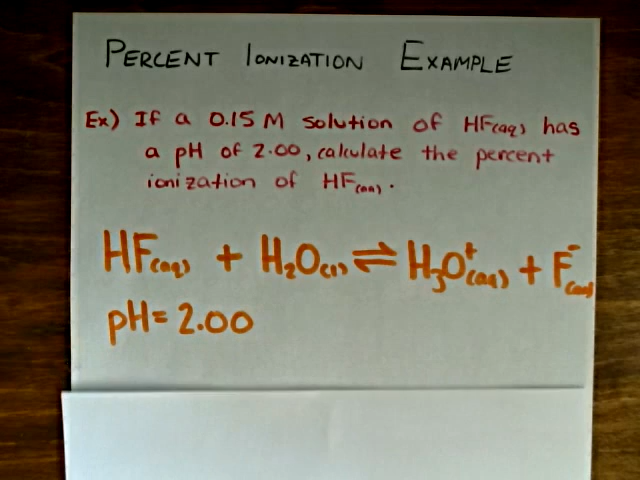 PERCENT IONIZATION EXAMPLE
Ex) If a 0.15 M solution of HF(aq) has
a pH of 2.00, calculate the percent
ionization of HF(aq).
HF(aq) + H₂O(l) ⇌ H₃O⁺(aq) + F⁻(aq)
pH = 2.00